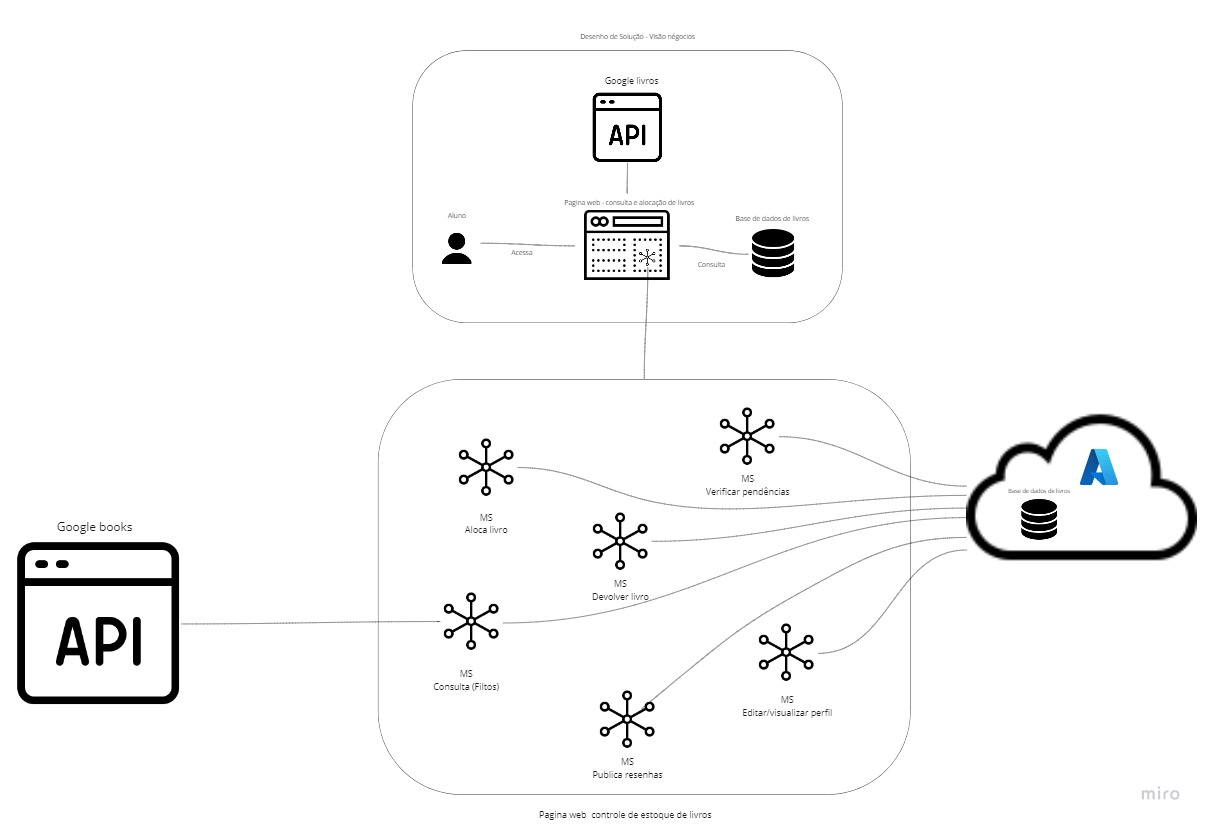 Desenho de Solução - Visão négocios
Google livros
API
Pagina web - consulta e alocação de livros
Aluno
Base de dados de livros
Acessa
Consulta
MS
Verificar pendências
MS
Aloca livro
Base de dados de livros
Google books
API
MS
Devolver livro
MS
Consulta (Filtos)
MS
Editar/visualizar perfil
MS
Publica resenhas
Pagina web controle de estoque de livros
miro